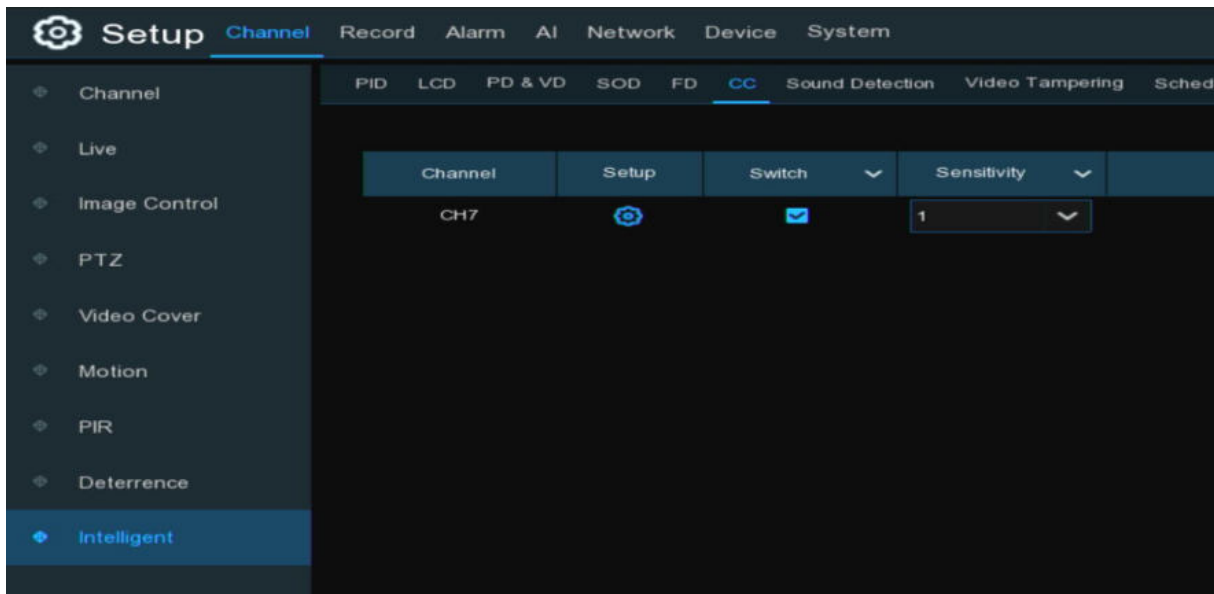 Setup Channel Record Alarm AI Network Device System
PID LCD PD & VD SOD FD CC Sound Detection Video Tampering Sched
Channel
Live
Image Control
PTZ
Video Cover
Motion
PIR
Deterrence
Intelligent
Channel Setup Switch Sensitivity
CH7 1